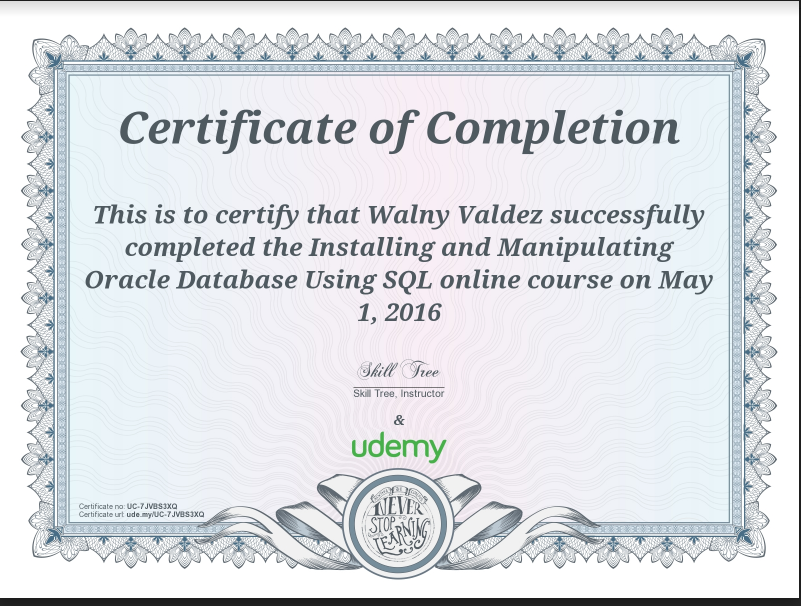 Certificate of Completion
This is to certify that Walny Valdez successfully
completed the Installing and Manipulating
Oracle Database Using SQL online course on May
1, 2016
Skill Tree
Skill Tree, Instructor
&
udemy
Certificate no: UC-7JVBS3XQ
Certificate url: ude.my/UC-7JVBS3XQ
NEVER
STOP
LEARNING